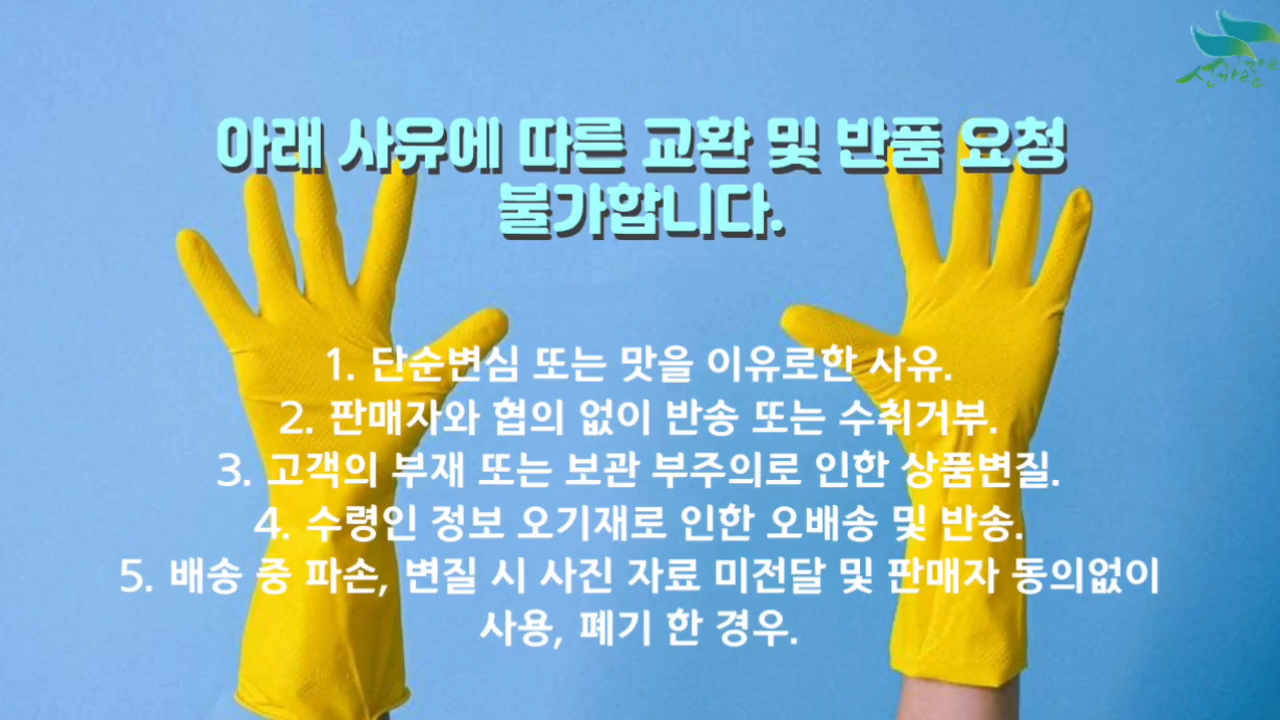 아래 사유에 따른 교환 및 반품 요청
불가합니다.
1. 단순변심 또는 맛을 이유로한 사유.
2. 판매자와 협의 없이 반송 또는 수취거부.
3. 고객의 부재 또는 보관 부주의로 인한 상품변질.
4. 수령인 정보 오기재로 인한 오배송 및 반송.
5. 배송 중 파손, 변질 시 사진 자료 미전달 및 판매자 동의없이
사용, 폐기 한 경우.